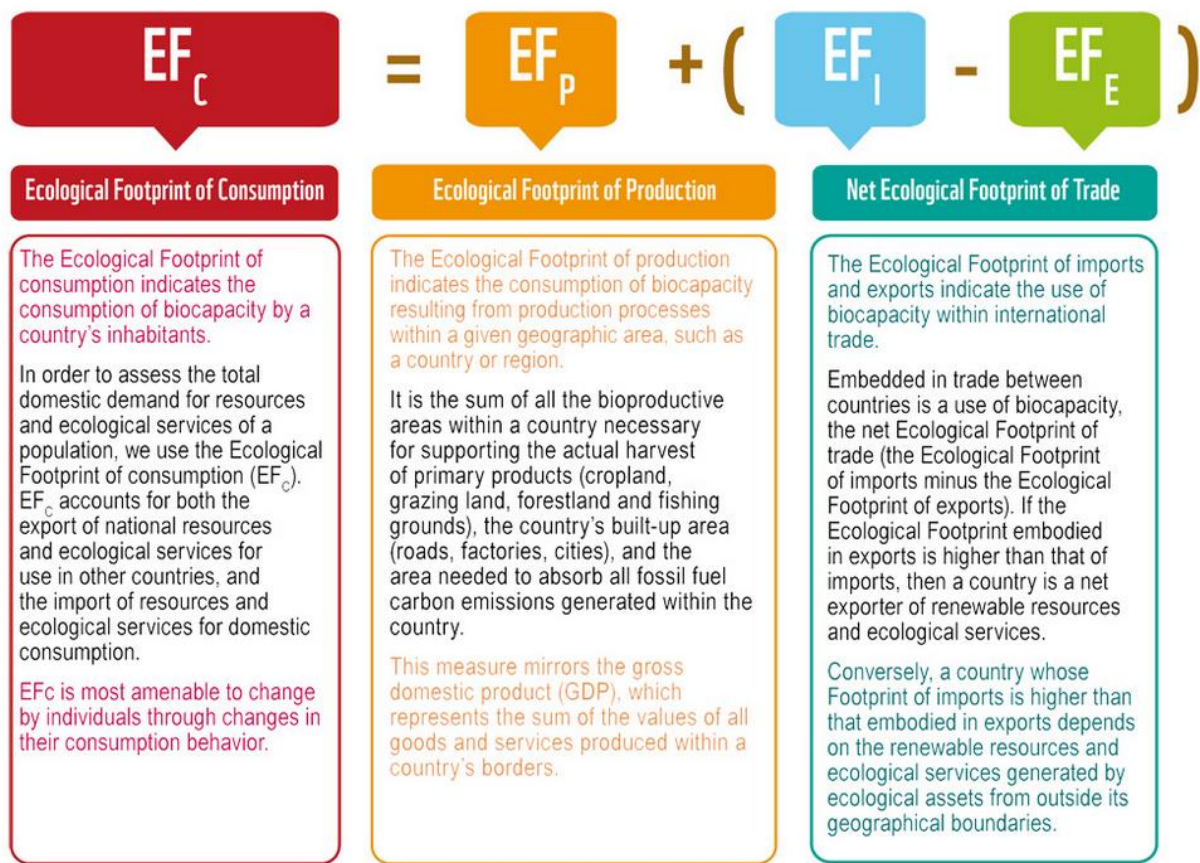 EFC = EFP + ( EFI - EFE )
Ecological Footprint of Consumption
The Ecological Footprint of
consumption indicates the
consumption of biocapacity by a
country's inhabitants.
In order to assess the total
domestic demand for resources
and ecological services of a
population, we use the Ecological
Footprint of consumption (EFC).
EFC accounts for both the
export of national resources
and ecological services for
use in other countries, and
the import of resources and
ecological services for domestic
consumption.
EFc is most amenable to change
by individuals through changes in
their consumption behavior.
Ecological Footprint of Production
The Ecological Footprint of production
indicates the consumption of biocapacity
resulting from production processes
within a given geographic area, such as
a country or region.
It is the sum of all the bioproductive
areas within a country necessary
for supporting the actual harvest
of primary products (cropland,
grazing land, forestland and fishing
grounds), the country's built-up area
(roads, factories, cities), and the
area needed to absorb all fossil fuel
carbon emissions generated within the
country.
This measure mirrors the gross
domestic product (GDP), which
represents the sum of the values of all
goods and services produced within a
country's borders.
Net Ecological Footprint of Trade
The Ecological Footprint of imports
and exports indicate the use of
biocapacity within international
trade.
Embedded in trade between
countries is a use of biocapacity,
the net Ecological Footprint of
trade (the Ecological Footprint
of imports minus the Ecological
Footprint of exports). If the
Ecological Footprint embodied
in exports is higher than that of
imports, then a country is a net
exporter of renewable resources
and ecological services.
Conversely, a country whose
Footprint of imports is higher than
that embodied in exports depends
on the renewable resources and
ecological services generated by
ecological assets from outside its
geographical boundaries.